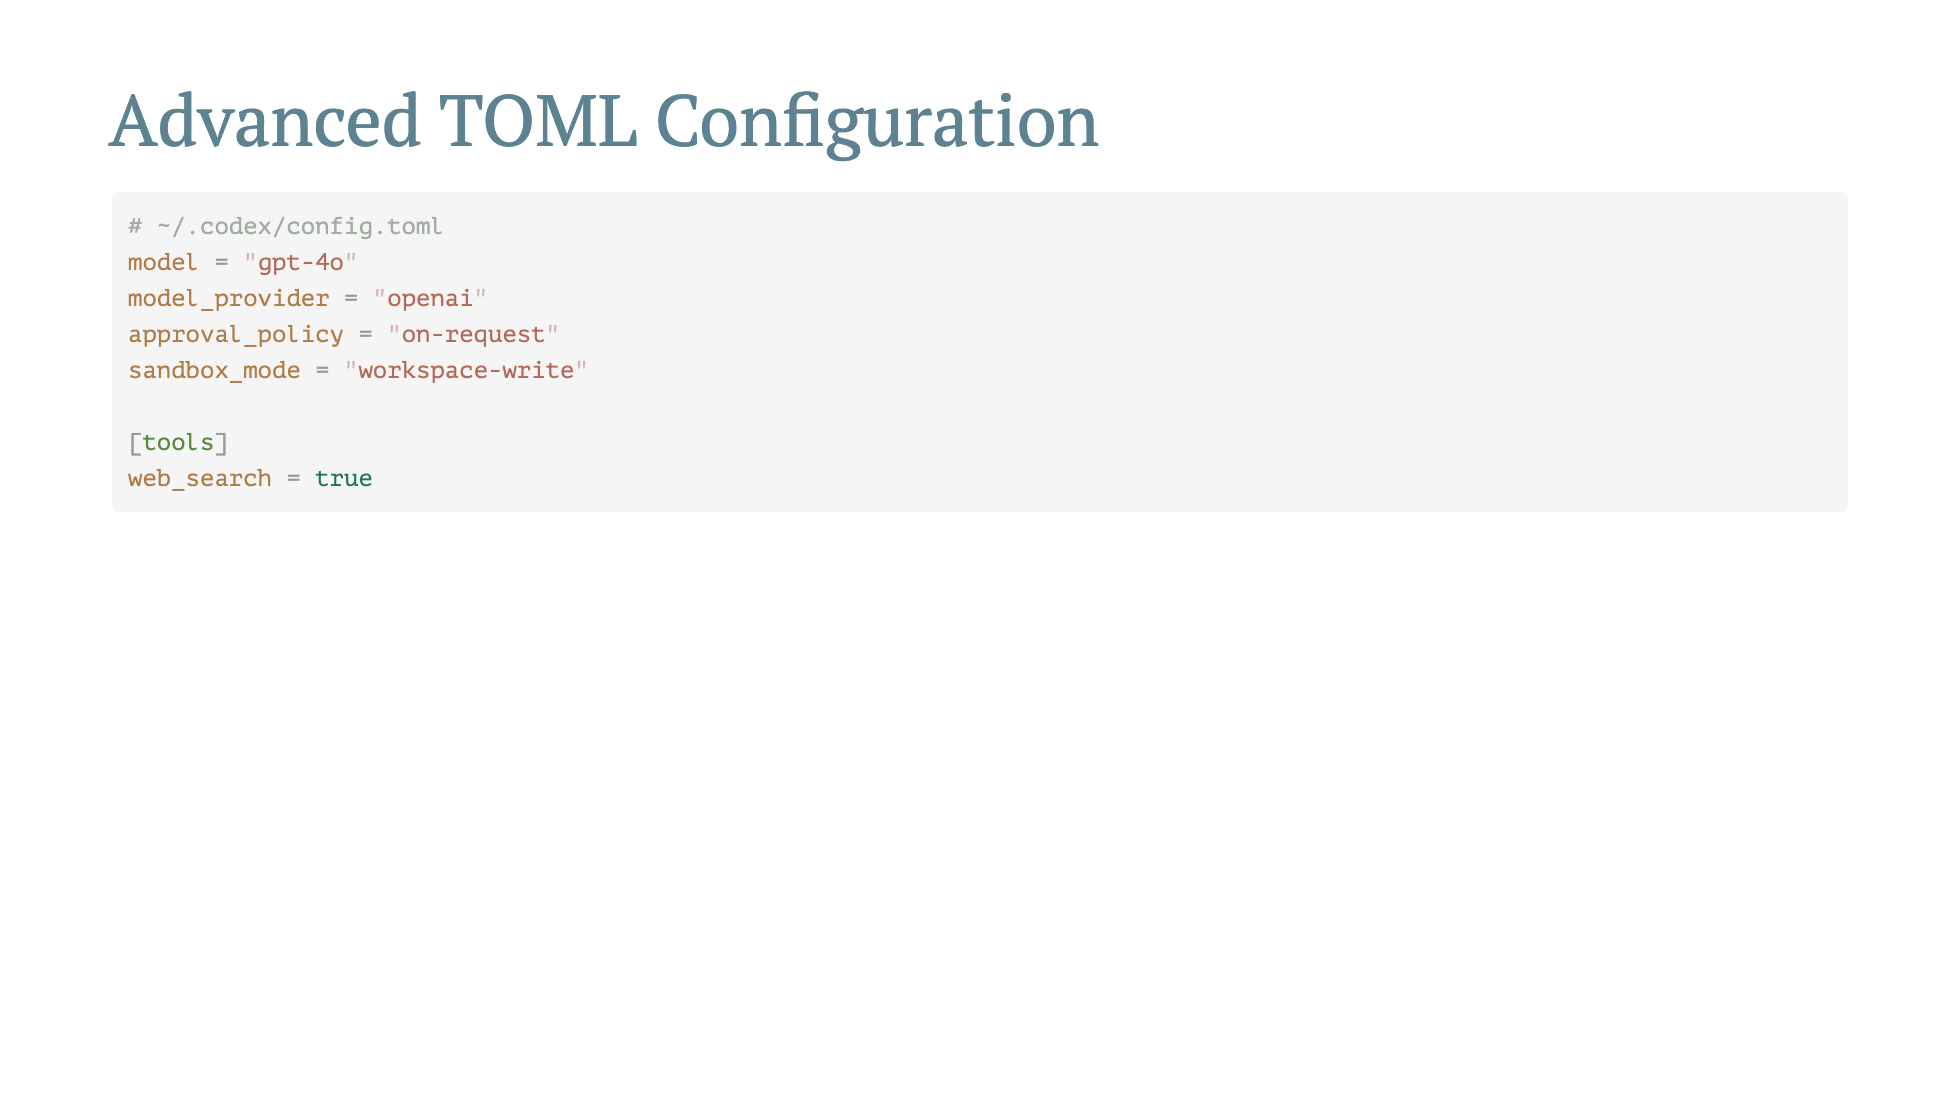 Advanced TOML Configuration
# ~/.codex/config.toml
model = "gpt-4o"
model_provider = "openai"
approval_policy = "on-request"
sandbox_mode = "workspace-write"
[tools]
web_search = true